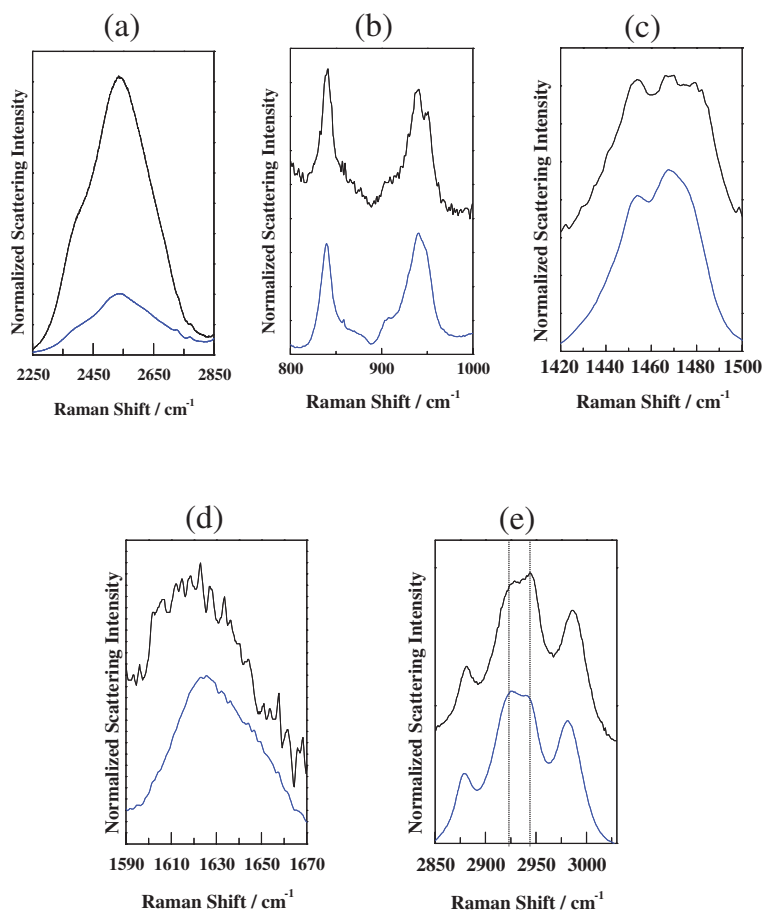 (a)
(b)
(c)
Normalized Scattering Intensity
Normalized Scattering Intensity
Normalized Scattering Intensity
2250 2450 2650 2850
800 900 1000
1420 1440 1460 1480 1500
Raman Shift / cm-1
Raman Shift / cm-1
Raman Shift / cm-1
(d)
(e)
Normalized Scattering Intensity
Normalized Scattering Intensity
1590 1610 1630 1650 1670
2850 2900 2950 3000
Raman Shift / cm-1
Raman Shift / cm-1